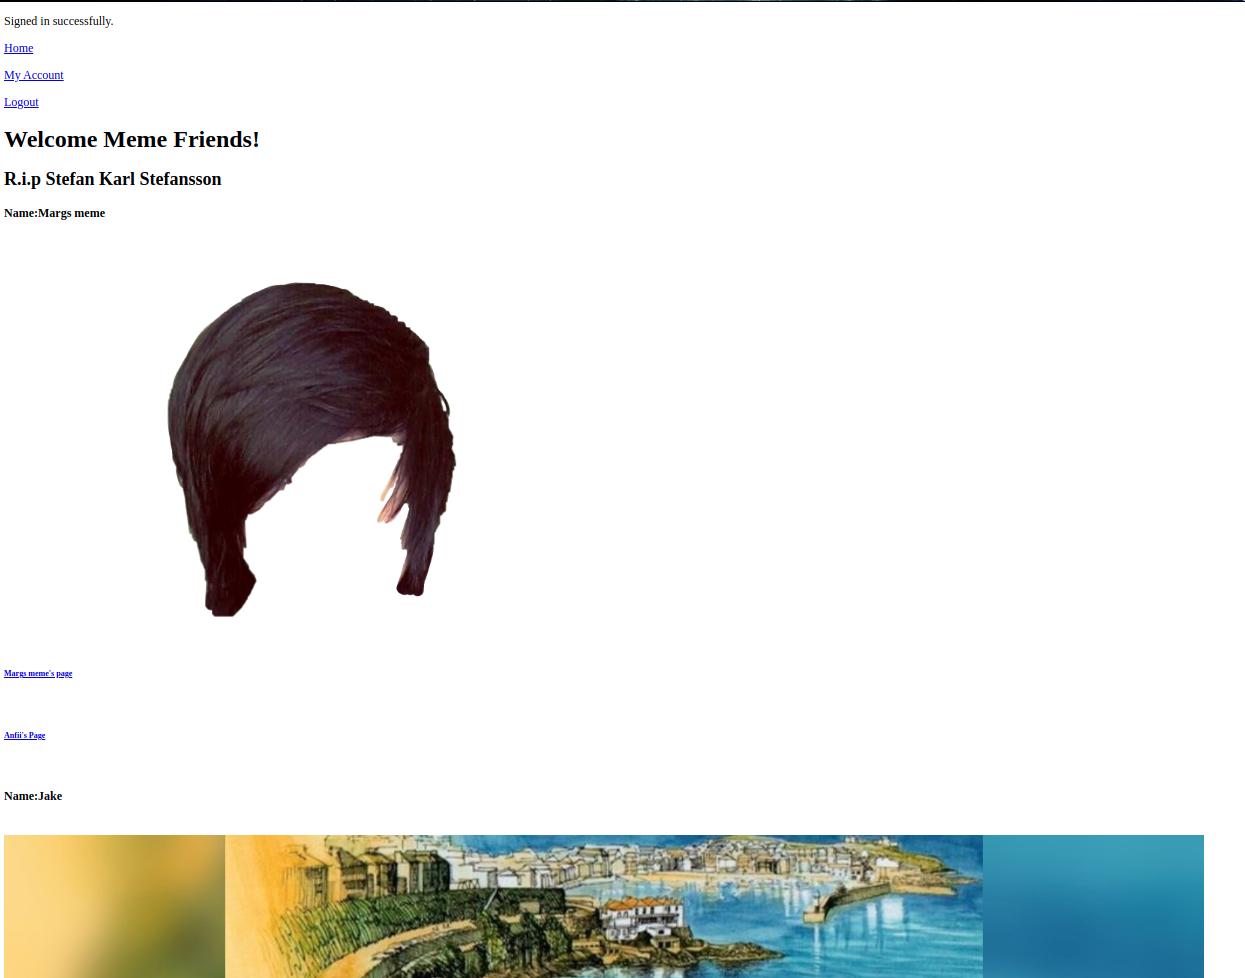 Signed in successfully.
Home
My Account
Logout
Welcome Meme Friends!
R.i.p Stefan Karl Stefansson
Name:Margs meme
Margs meme's page
Anfii's Page
Name:Jake